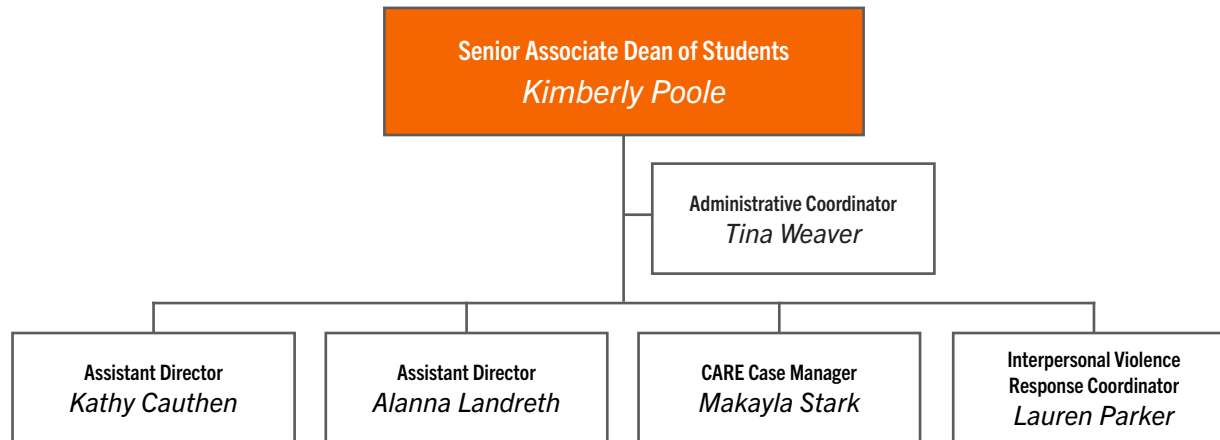 Senior Associate Dean of Students
Kimberly Poole
Administrative Coordinator
Tina Weaver
Assistant Director
Kathy Cauthen
Assistant Director
Alanna Landreth
CARE Case Manager
Makayla Stark
Interpersonal Violence
Response Coordinator
Lauren Parker